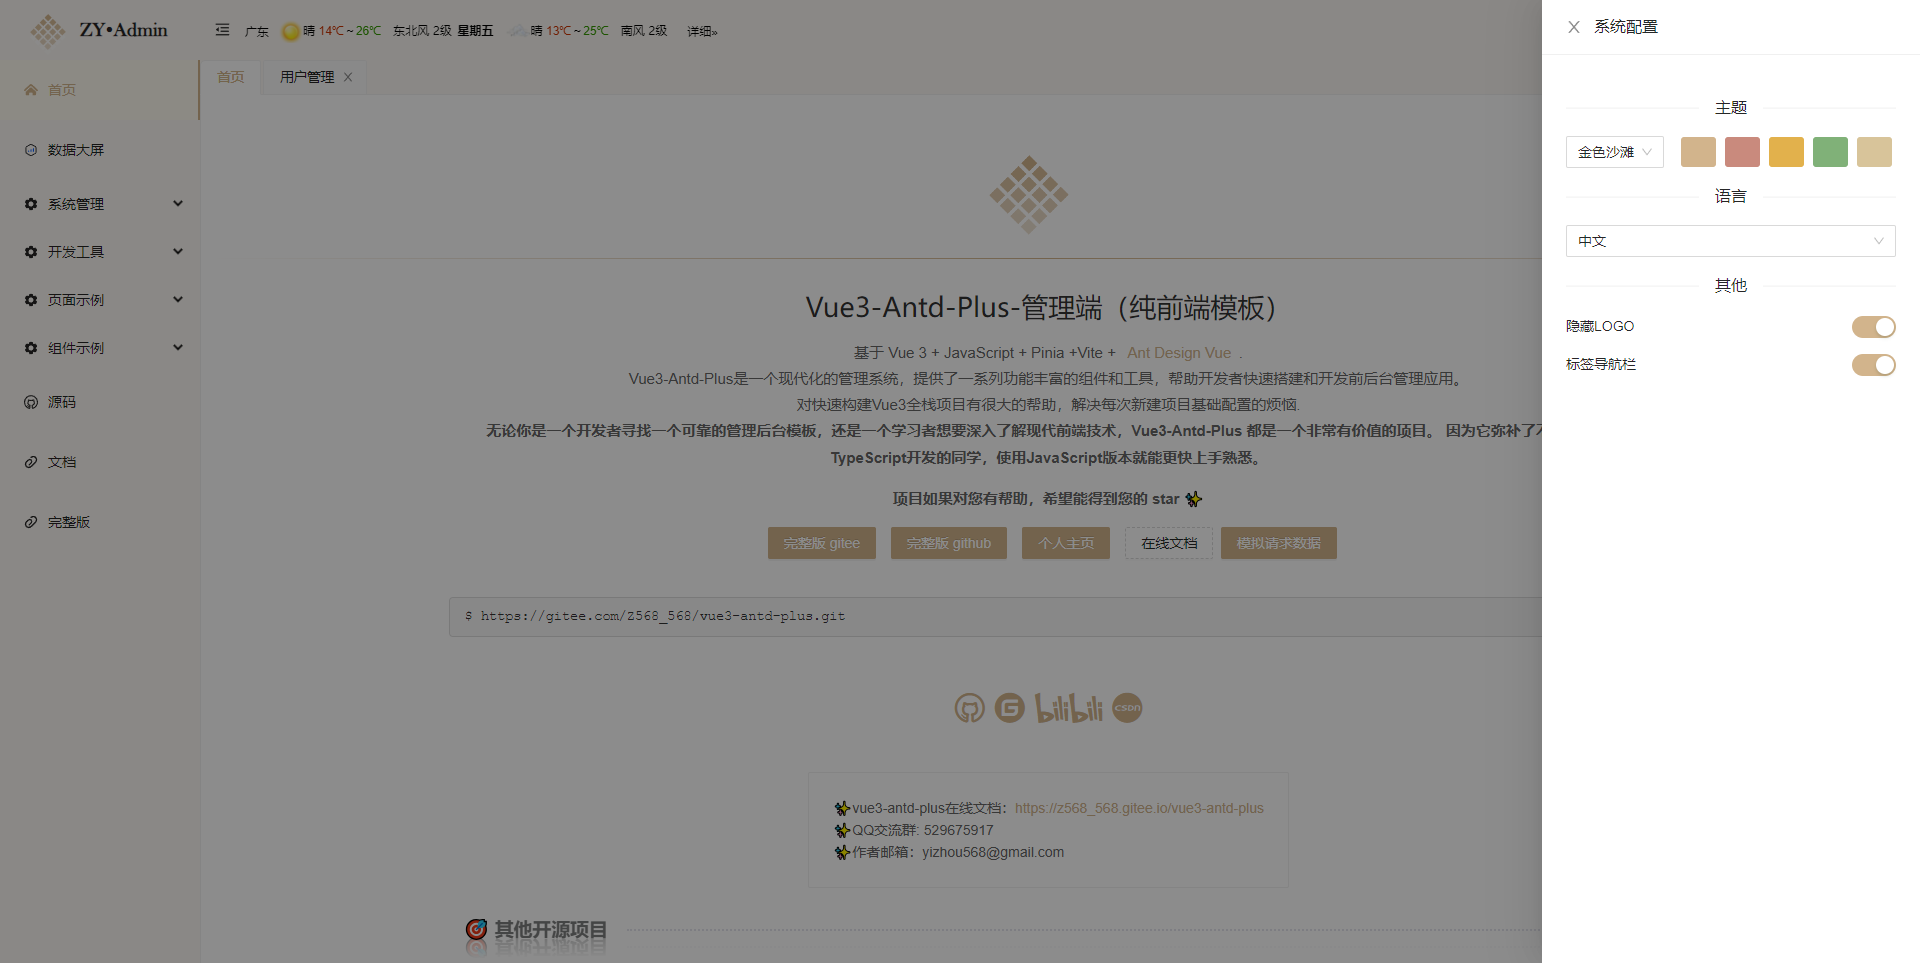 ZY•Admin
广东 晴 14℃~26℃ 东北风 2级 星期五 晴 13℃~25℃ 南风 2级 详细»
首页 用户管理
首页
数据大屏
系统管理
开发工具
页面示例
组件示例
源码
文档
完整版
Vue3-Antd-Plus-管理端（纯前端模板）
基于 Vue 3 + JavaScript + Pinia +Vite + Ant Design Vue .
Vue3-Antd-Plus是一个现代化的管理系统，提供了一系列功能丰富的组件和工具，帮助开发者快速搭建和开发前后台管理应用。
对快速构建Vue3全栈项目有很大的帮助，解决每次新建项目基础配置的烦恼.
无论你是一个开发者寻找一个可靠的管理后台模板，还是一个学习者想要深入了解现代前端技术，Vue3-Antd-Plus 都是一个非常有价值的项目。 因为它弥补了
TypeScript开发的同学，使用JavaScript版本就能更快上手熟悉。
项目如果对您有帮助，希望能得到您的 star ✨
完整版 gitee 完整版 github 个人主页 在线文档 模拟请求数据
$ https://gitee.com/Z568_568/vue3-antd-plus.git
bilibili CSDN
✨vue3-antd-plus在线文档：https://z568_568.gitee.io/vue3-antd-plus
✨QQ交流群: 529675917
✨作者邮箱：yizhou568@gmail.com
🎯 其他开源项目
系统配置
主题
金色沙滩
语言
中文
其他
隐藏LOGO
标签导航栏